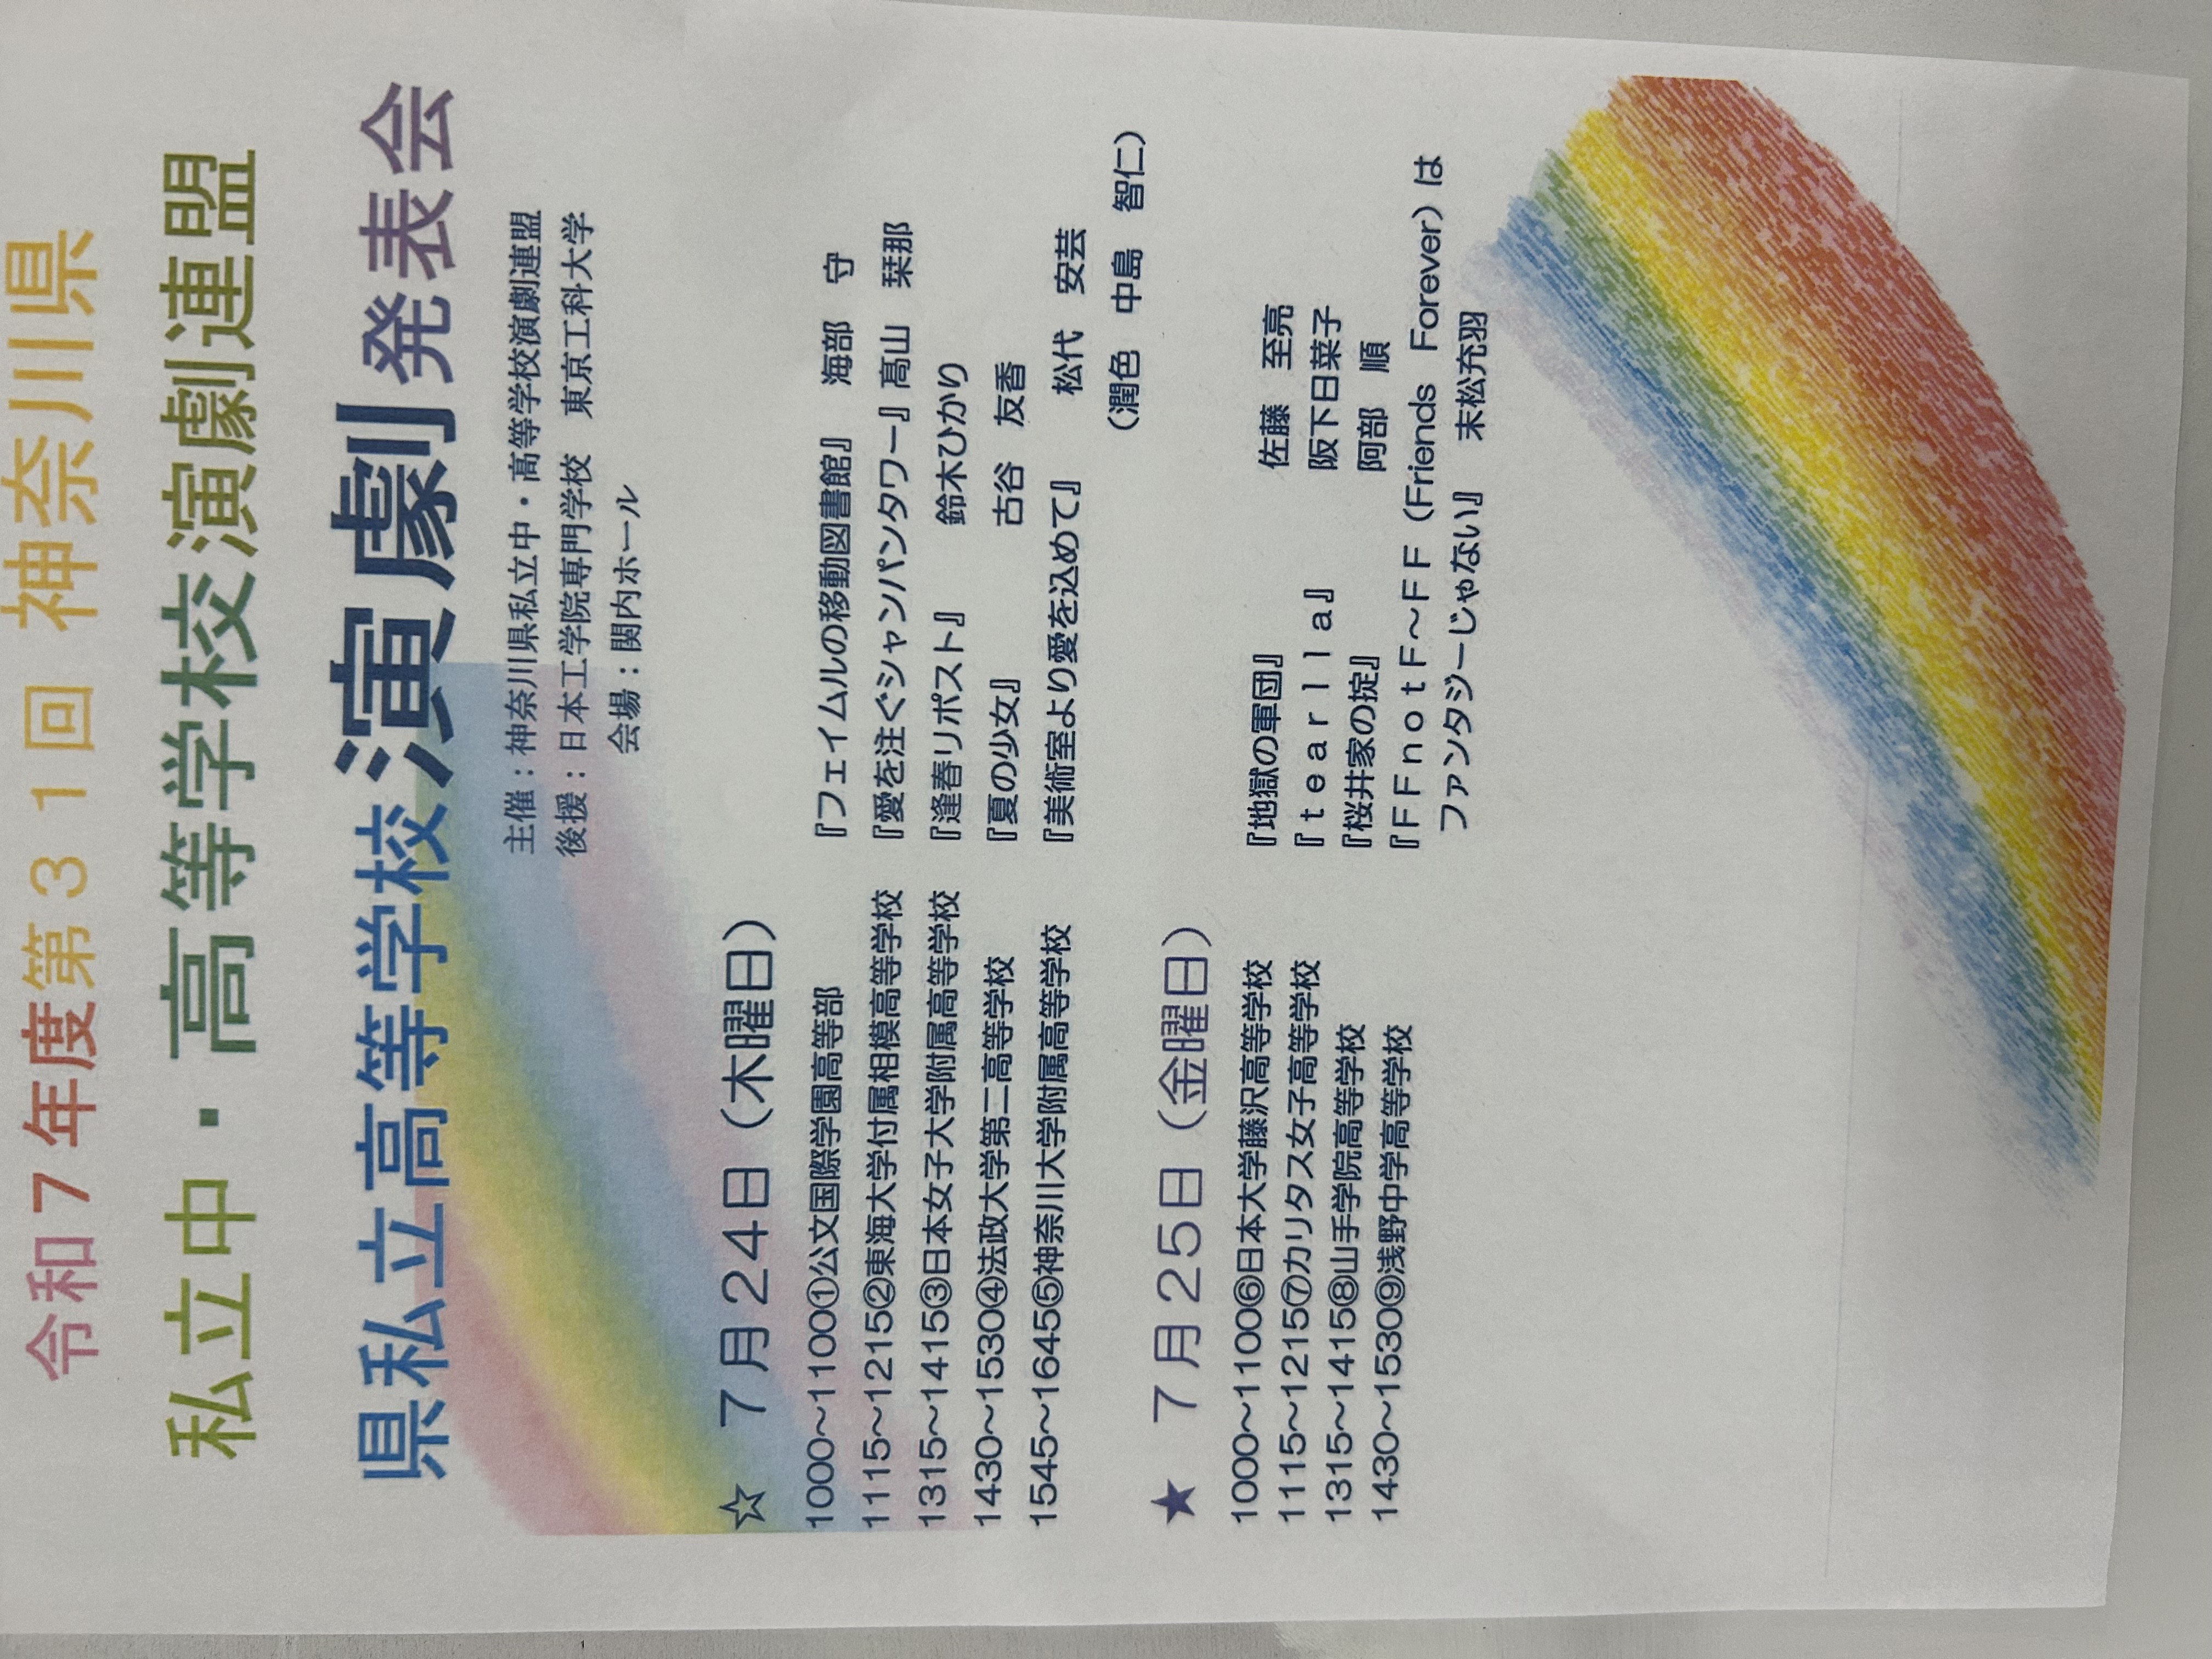 令和7年度第31回 神奈川県
私立中・高等学校演劇連盟
県私立高等学校演劇発表会
主催：神奈川県私立中・高等学校演劇連盟
後援：日本工学院専門学校 東京工科大学
会場：関内ホール
☆ 7月24日（木曜日）
1000〜1100①公文国際学園高等部 『フェイムルの移動図書館』 海部 守
1115〜1215②東海大学付属相模高等学校 『愛を注ぐシャンパンタワー』髙山 栞那
1315〜1415③日本女子大学附属高等学校 『逢春リポスト』 鈴木ひかり
1430〜1530④法政大学第二高等学校 『夏の少女』 古谷 友香
1545〜1645⑤神奈川大学附属高等学校 『美術室より愛を込めて』 松代 安芸
（潤色 中島 智仁）
★ 7月25日（金曜日）
1000〜1100⑥日本大学藤沢高等学校 『地獄の軍団』 佐藤 至亮
1115〜1215⑦カリタス女子高等学校 『tearlla』 阪下日菜子
1315〜1415⑧山手学院高等学校 『桜井家の掟』 阿部 順
1430〜1530⑨浅野中学高等学校 『FFnotF〜FF（Friends Forever）は
ファンタジーじゃない』 末松充羽